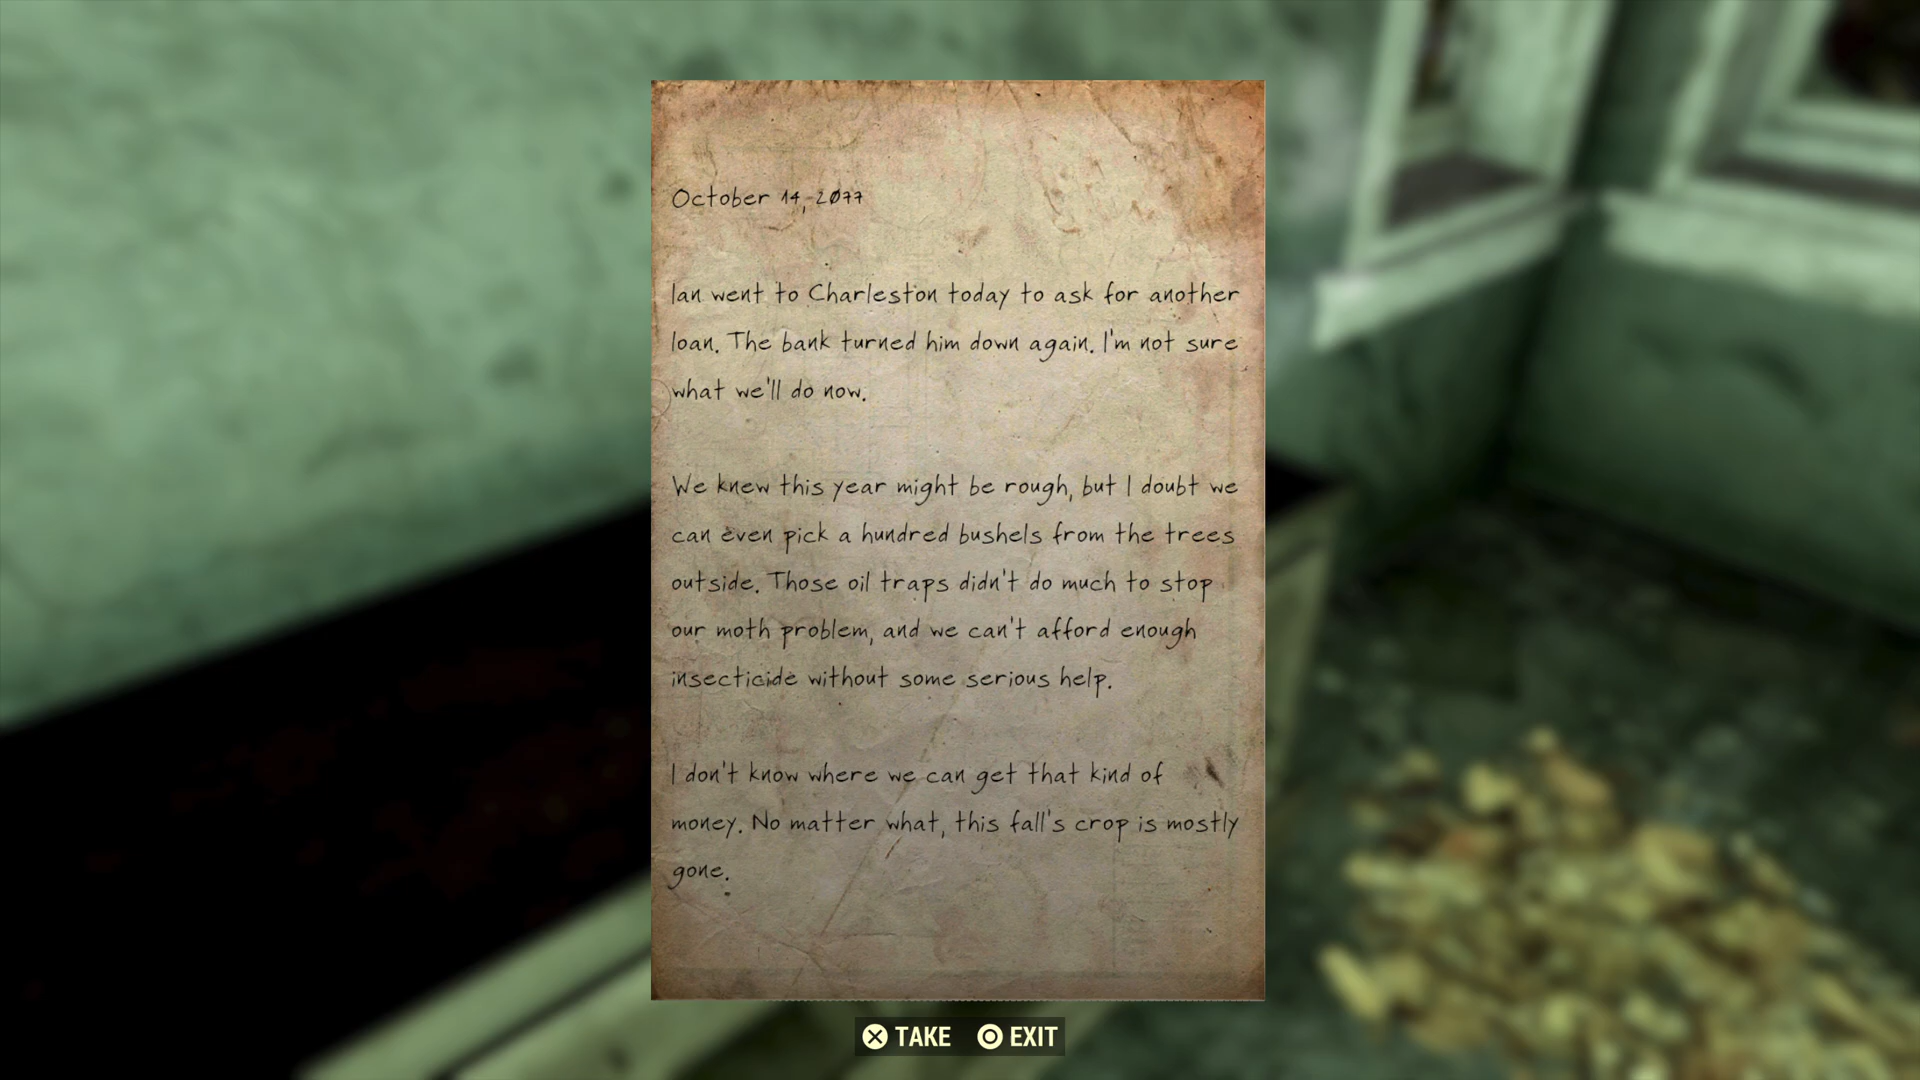 October 14, 2077
Ian went to Charleston today to ask for another
loan. The bank turned him down again. I'm not sure
what we'll do now.
We knew this year might be rough, but I doubt we
can even pick a hundred bushels from the trees
outside. Those oil traps didn't do much to stop
our moth problem, and we can't afford enough
insecticide without some serious help.
I don't know where we can get that kind of
money. No matter what, this fall's crop is mostly
gone.
TAKE EXIT